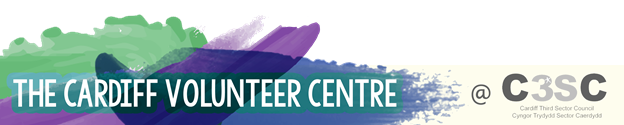 THE CARDIFF VOLUNTEER CENTRE @ C3SC
Cardiff Third Sector Council
Cyngor Trydydd Sector Caerdydd